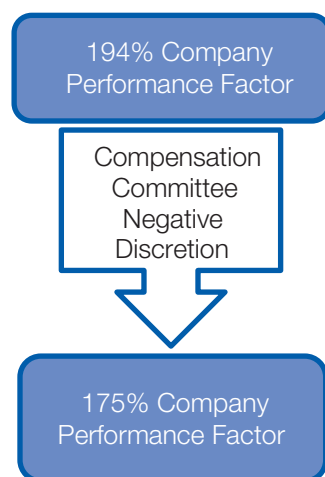 194% Company
Performance Factor
Compensation
Committee
Negative
Discretion
175% Company
Performance Factor